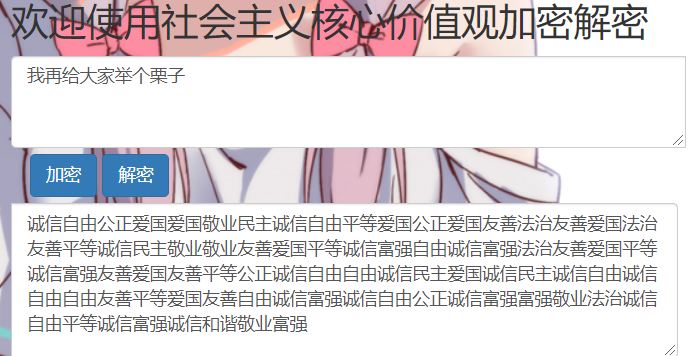 欢迎使用社会主义核心价值观加密解密
我再给大家举个栗子
加密 解密
诚信自由公正爱国爱国敬业民主诚信自由平等爱国公正爱国友善法治友善爱国法治
友善平等诚信民主敬业敬业友善爱国平等诚信富强自由诚信富强法治友善爱国平等
诚信富强友善爱国友善平等公正诚信自由自由诚信民主爱国诚信民主诚信自由诚信
自由自由友善平等爱国友善自由诚信富强诚信自由公正诚信富强富强敬业法治诚信
自由平等诚信富强诚信和谐敬业富强